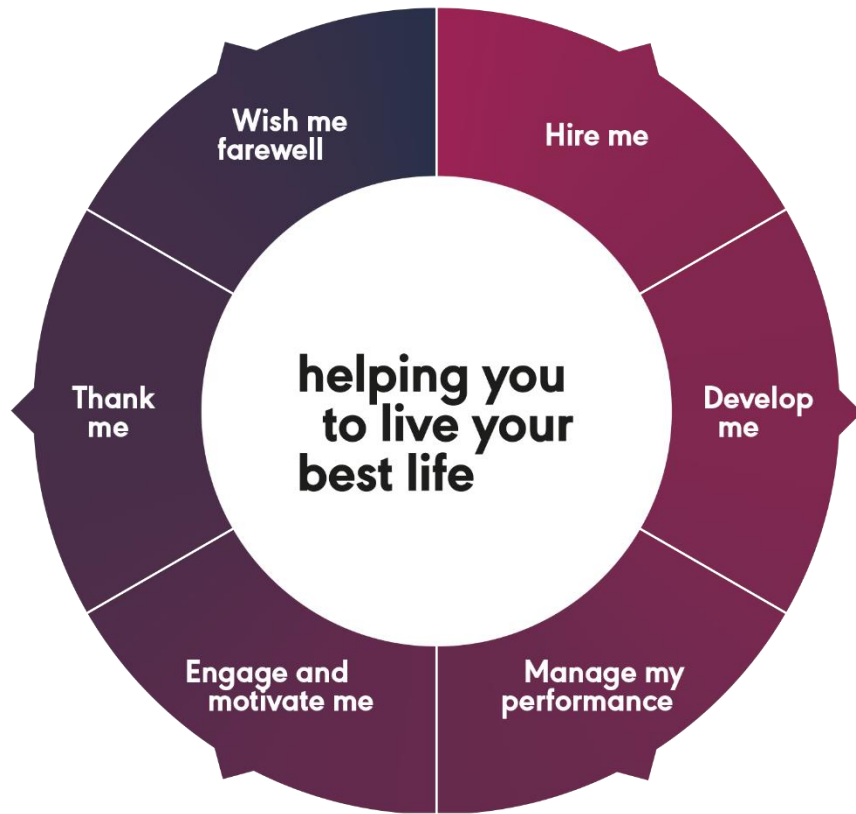 Hire me
Develop
me
Manage my
performance
Engage and
motivate me
Thank
me
Wish me
farewell
helping you
to live your
best life